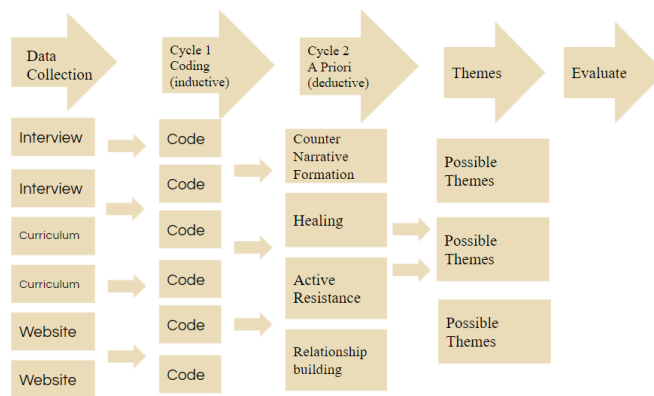 Data
Collection
Cycle 1
Coding
(inductive)
Cycle 2
A Priori
(deductive)
Themes
Evaluate
Interview
Interview
Curriculum
Curriculum
Website
Website
Code
Code
Code
Code
Code
Code
Counter
Narrative
Formation
Healing
Active
Resistance
Relationship
building
Possible
Themes
Possible
Themes
Possible
Themes